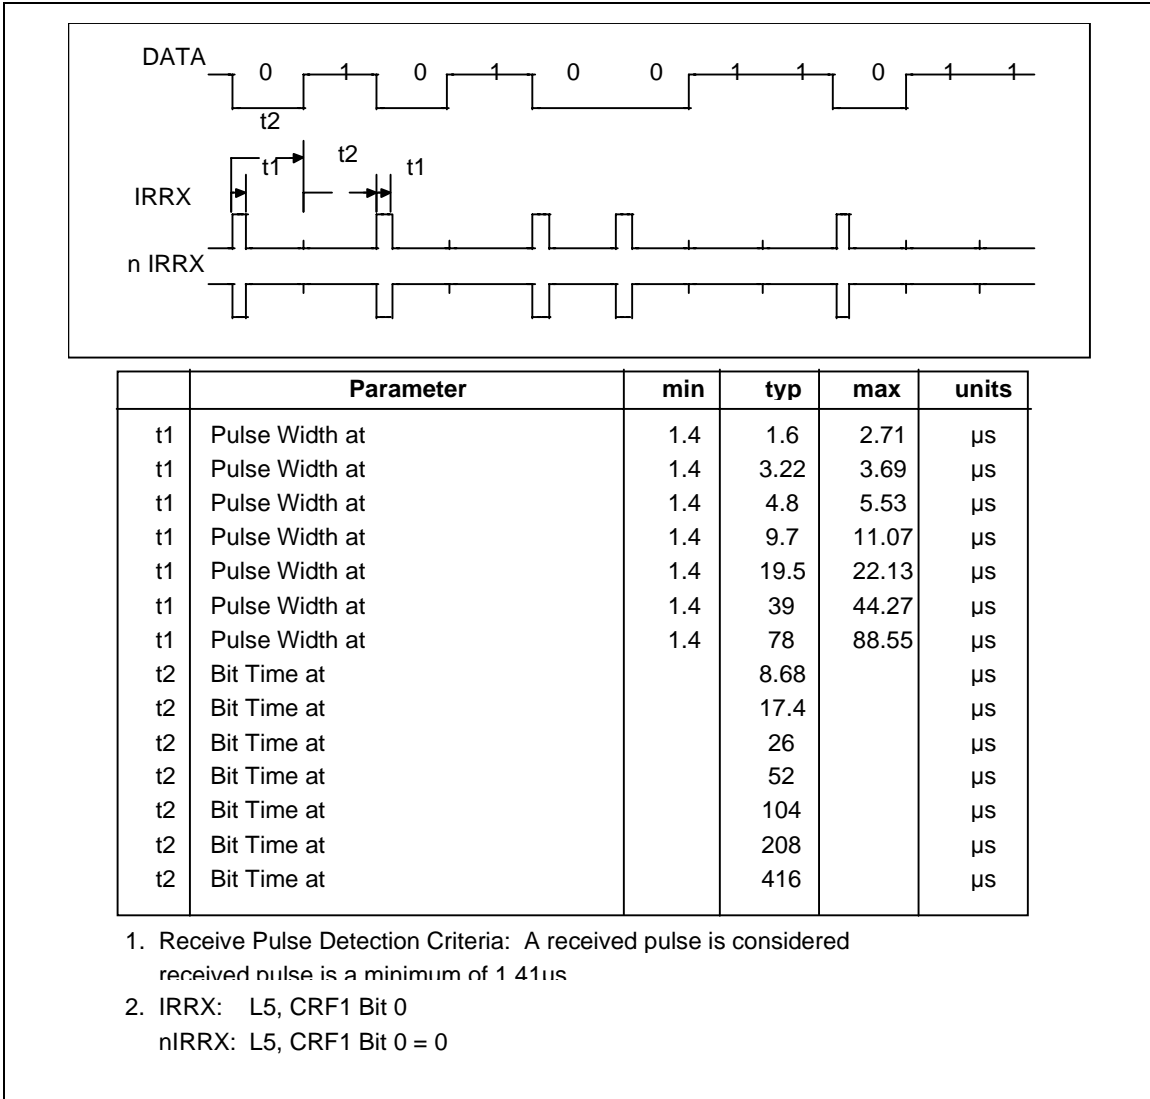 DATA 0 1 0 1 0 0 1 1 0 1 1
t2
t1 t2 t1
IRRX
n IRRX
Parameter min typ max units
t1 Pulse Width at 1.4 1.6 2.71 µs
t1 Pulse Width at 1.4 3.22 3.69 µs
t1 Pulse Width at 1.4 4.8 5.53 µs
t1 Pulse Width at 1.4 9.7 11.07 µs
t1 Pulse Width at 1.4 19.5 22.13 µs
t1 Pulse Width at 1.4 39 44.27 µs
t1 Pulse Width at 1.4 78 88.55 µs
t2 Bit Time at 8.68 µs
t2 Bit Time at 17.4 µs
t2 Bit Time at 26 µs
t2 Bit Time at 52 µs
t2 Bit Time at 104 µs
t2 Bit Time at 208 µs
t2 Bit Time at 416 µs
1. Receive Pulse Detection Criteria: A received pulse is considered
received pulse is a minimum of 1.41µs
2. IRRX: L5, CRF1 Bit 0
nIRRX: L5, CRF1 Bit 0 = 0